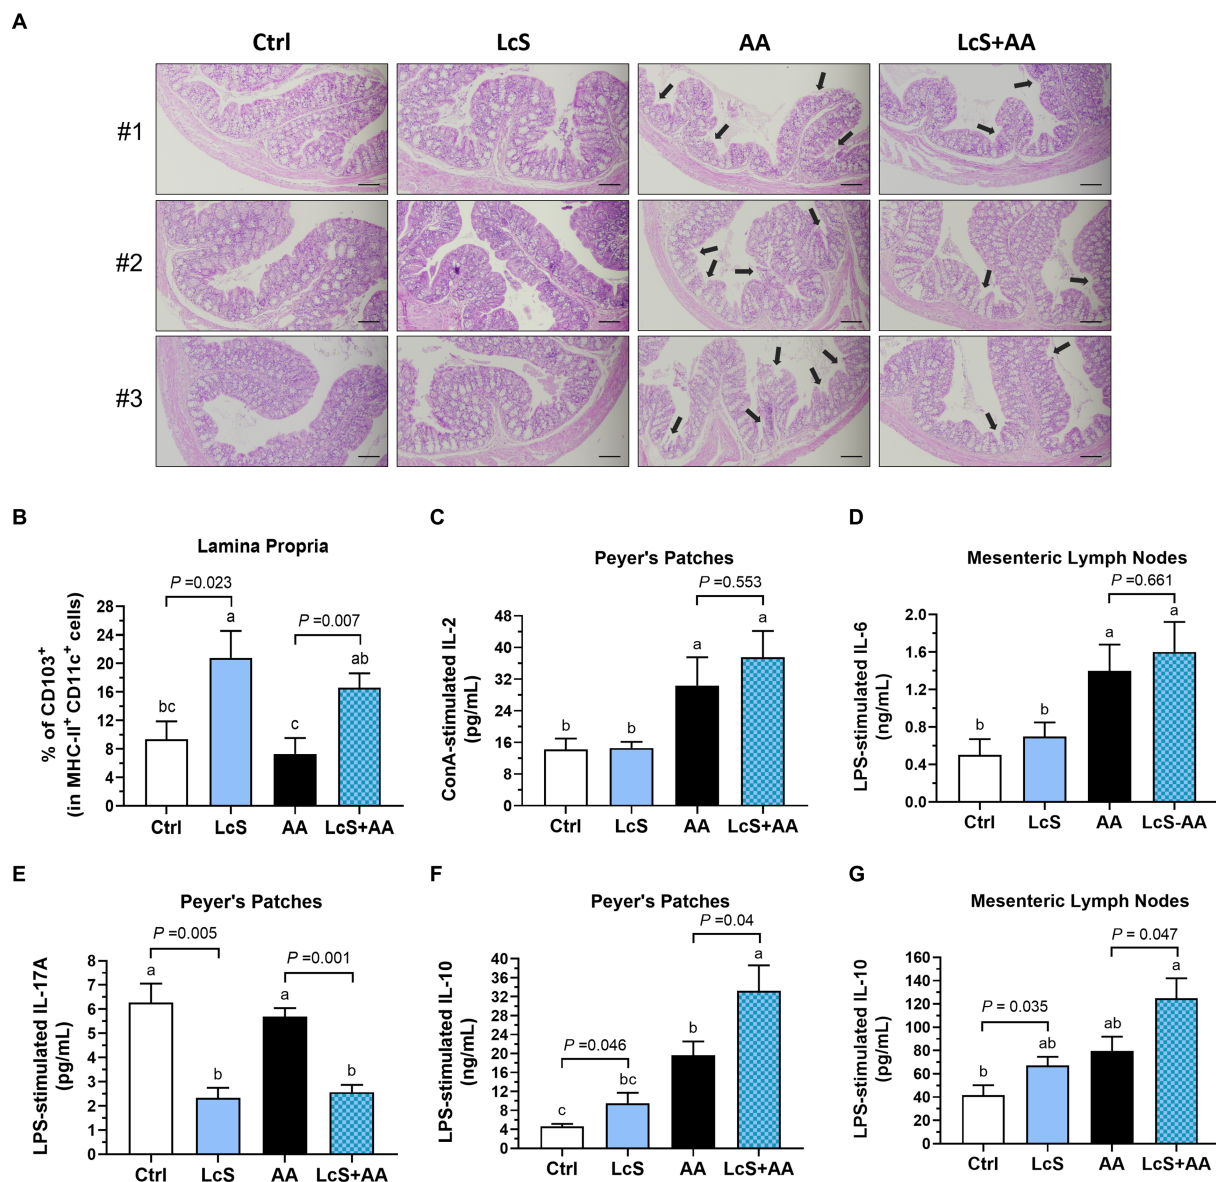 A
Ctrl LcS AA LcS+AA
#1
#2
#3
B
Lamina Propria
P =0.023
P =0.007
% of CD103+
(in MHC-II+ CD11c+ cells)
28
24
20
16
12
8
4
0
bc
a
c
ab
Ctrl LcS AA LcS+AA
C
Peyer's Patches
P =0.553
ConA-stimulated IL-2
(pg/mL)
48
40
32
24
16
8
0
b
b
a
a
Ctrl LcS AA LcS+AA
D
Mesenteric Lymph Nodes
P =0.661
LPS-stimulated IL-6
(ng/mL)
2.0
1.6
1.2
0.8
0.4
0.0
b
b
a
a
Ctrl LcS AA LcS-AA
E
Peyer's Patches
P =0.005
P =0.001
LPS-stimulated IL-17A
(pg/mL)
8
7
6
5
4
3
2
1
0
a
b
a
b
Ctrl LcS AA LcS+AA
F
Peyer's Patches
P =0.04
P =0.046
LPS-stimulated IL-10
(ng/mL)
40
36
32
28
24
20
16
12
8
4
0
c
bc
b
a
Ctrl LcS AA LcS+AA
G
Mesenteric Lymph Nodes
P = 0.047
P = 0.035
LPS-stimulated IL-10
(pg/mL)
160
140
120
100
80
60
40
20
0
b
ab
ab
a
Ctrl LcS AA LcS+AA